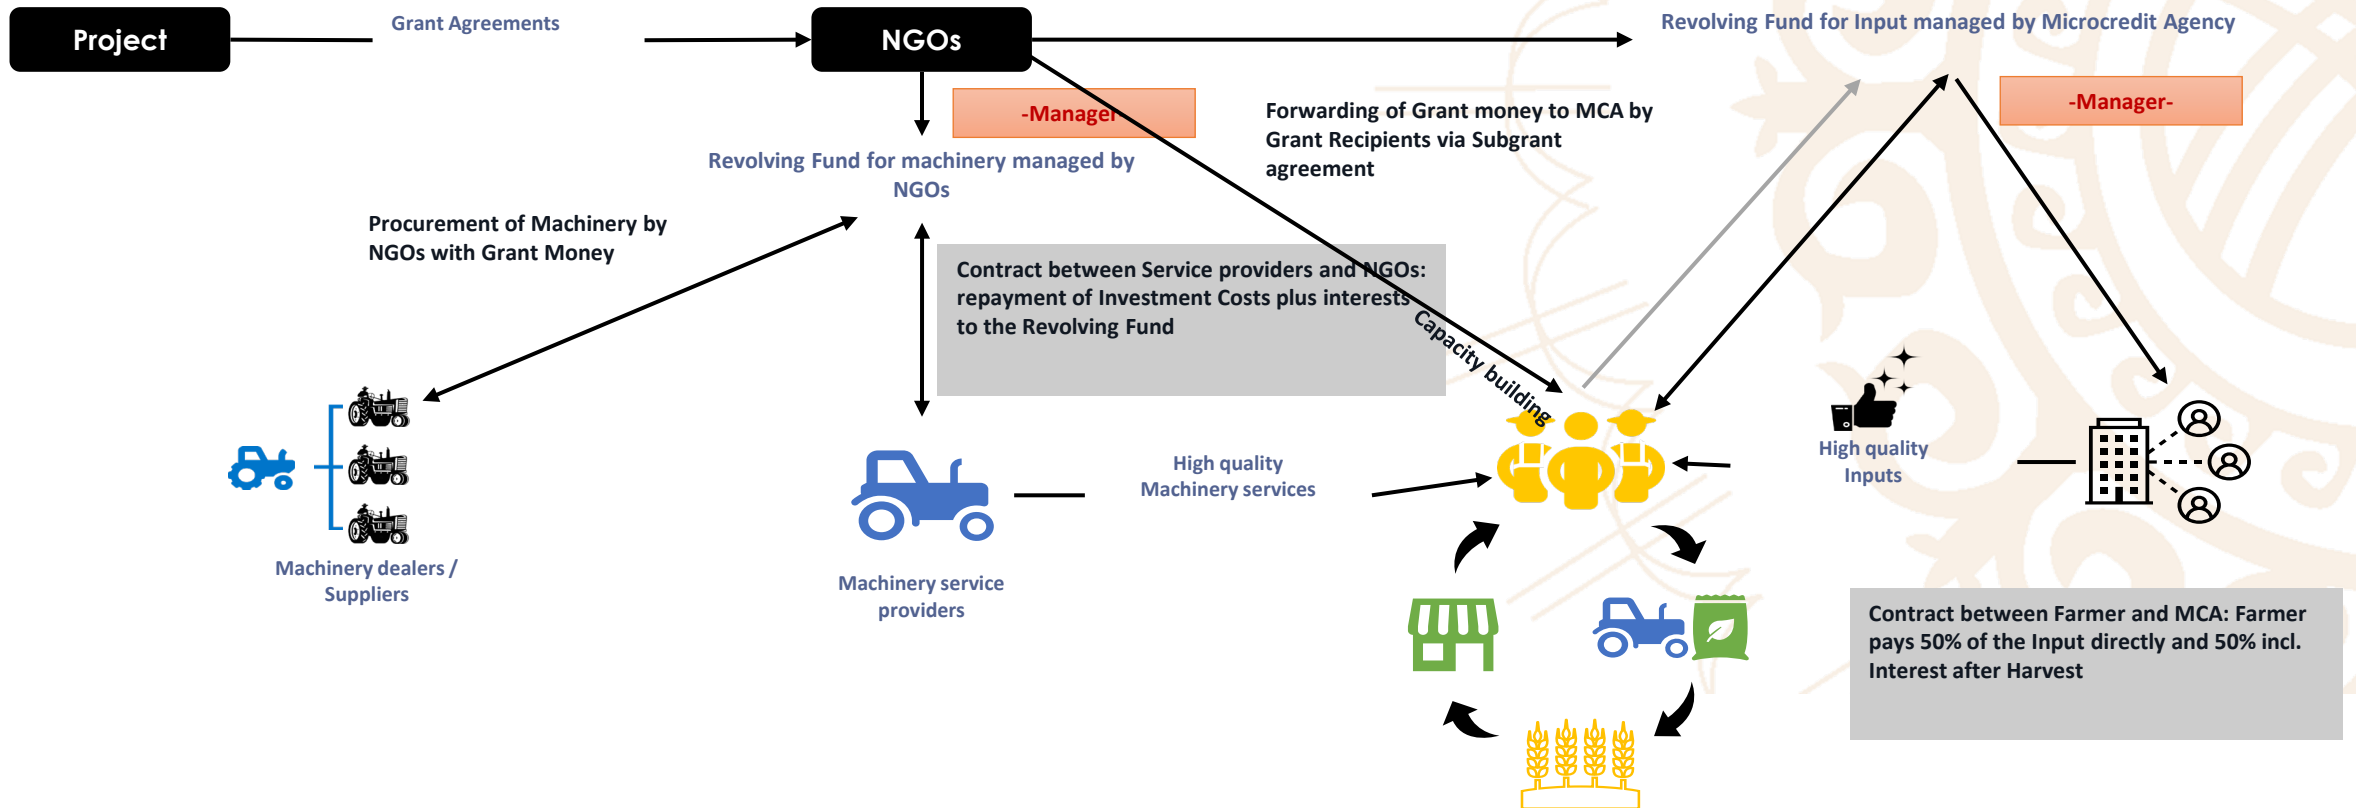 Project
Grant Agreements
NGOs
Revolving Fund for Input managed by Microcredit Agency
-Manager-
-Manager-
Forwarding of Grant money to MCA by
Grant Recipients via Subgrant
agreement
Revolving Fund for machinery managed by
NGOs
Procurement of Machinery by
NGOs with Grant Money
Contract between Service providers and NGOs:
repayment of Investment Costs plus interests
to the Revolving Fund
Capacity building
High quality
Machinery services
High quality
Inputs
Machinery dealers /
Suppliers
Machinery service
providers
Contract between Farmer and MCA: Farmer
pays 50% of the Input directly and 50% incl.
Interest after Harvest